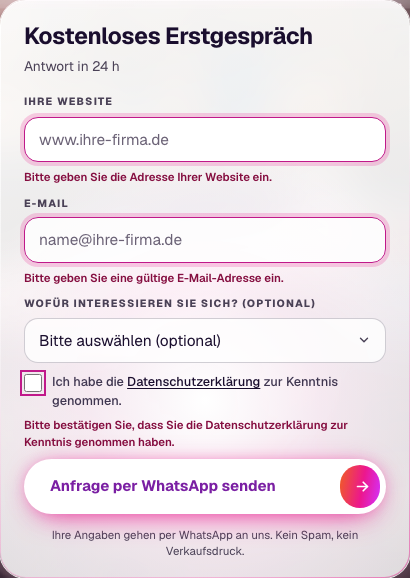 Kostenloses Erstgespräch
Antwort in 24 h
IHRE WEBSITE
www.ihre-firma.de
Bitte geben Sie die Adresse Ihrer Website ein.
E-MAIL
name@ihre-firma.de
Bitte geben Sie eine gültige E-Mail-Adresse ein.
WOFÜR INTERESSIEREN SIE SICH? (OPTIONAL)
Bitte auswählen (optional)
Ich habe die Datenschutzerklärung zur Kenntnis
genommen.
Bitte bestätigen Sie, dass Sie die Datenschutzerklärung zur
Kenntnis genommen haben.
Anfrage per WhatsApp senden
Ihre Angaben gehen per WhatsApp an uns. Kein Spam, kein
Verkaufsdruck.